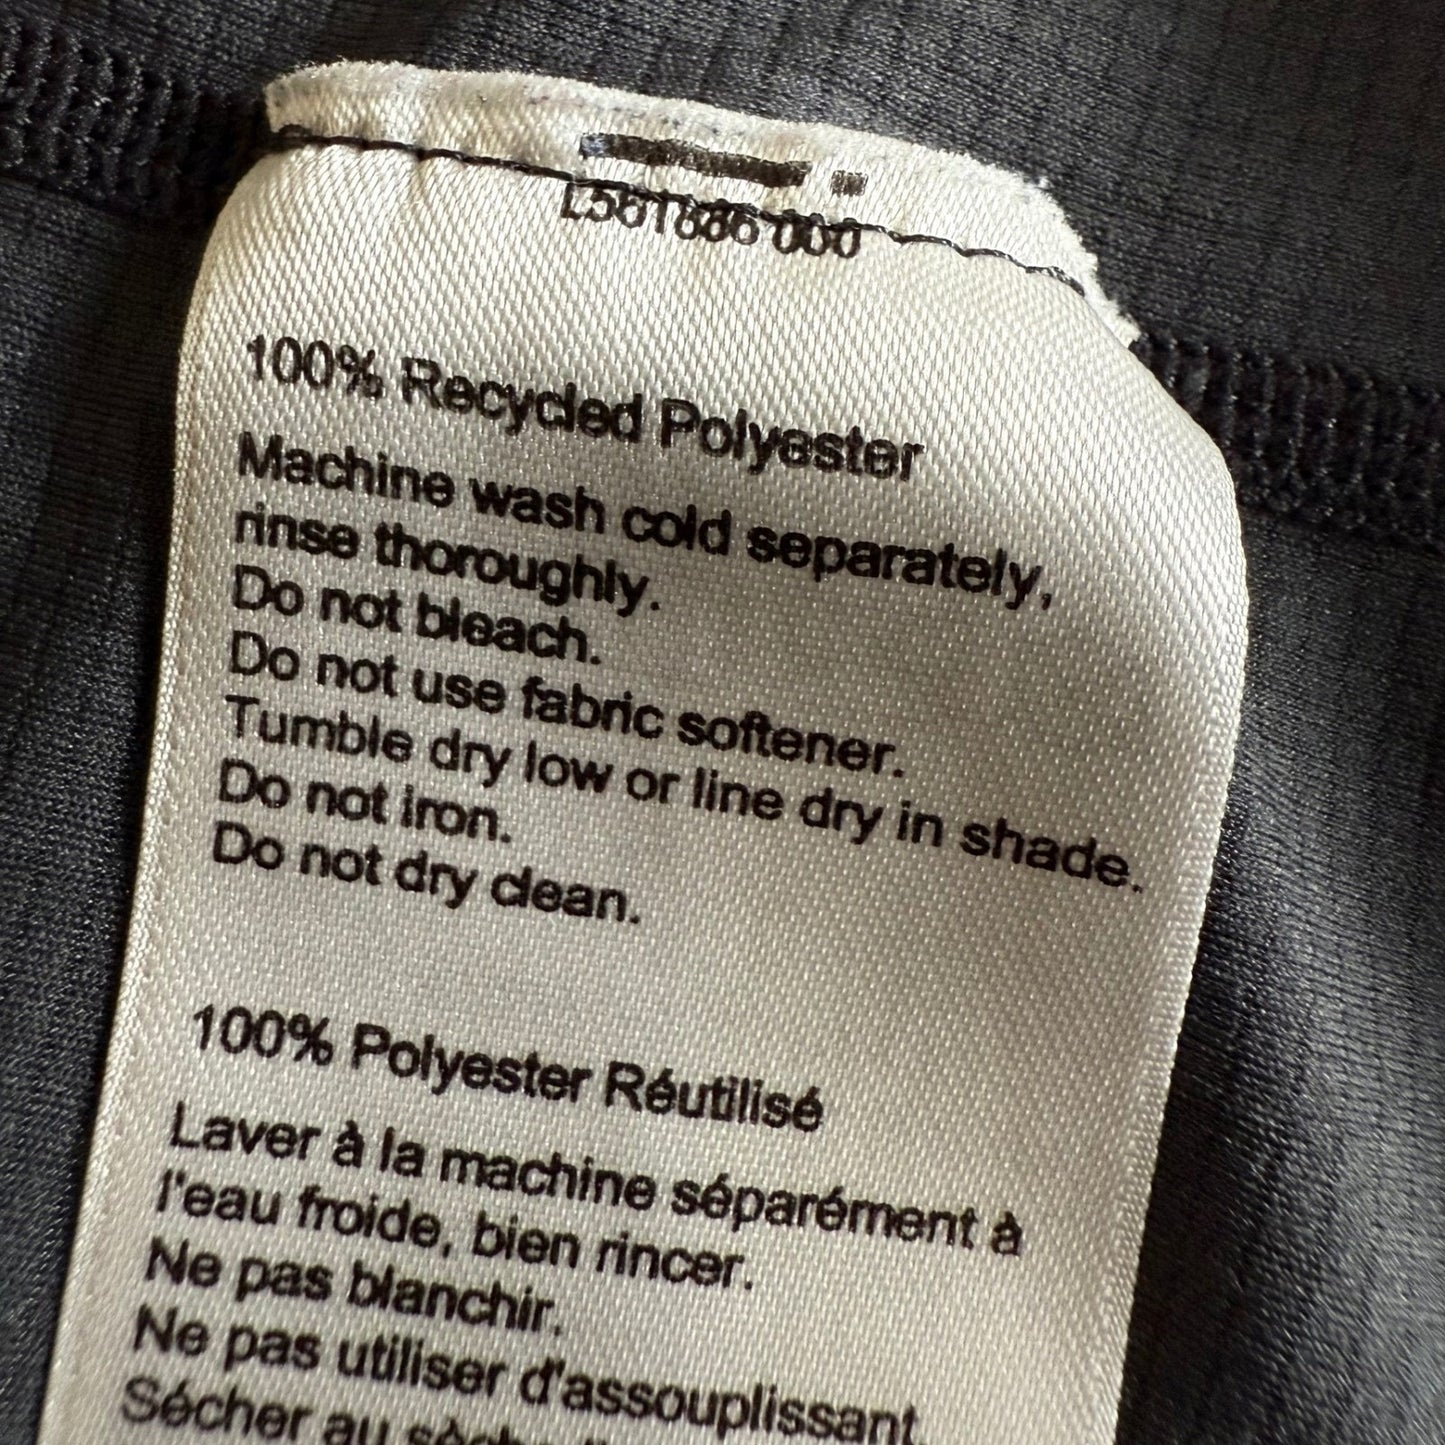 100% Recycled Polyester
Machine wash cold separately,
rinse thoroughly.
Do not bleach.
Do not use fabric softener.
Tumble dry low or line dry in shade.
Do not iron.
Do not dry clean.
100% Polyester Réutilisé
Laver à la machine séparément à
l'eau froide, bien rincer.
Ne pas blanchir.
Ne pas utiliser d'assouplissant
Sécher au